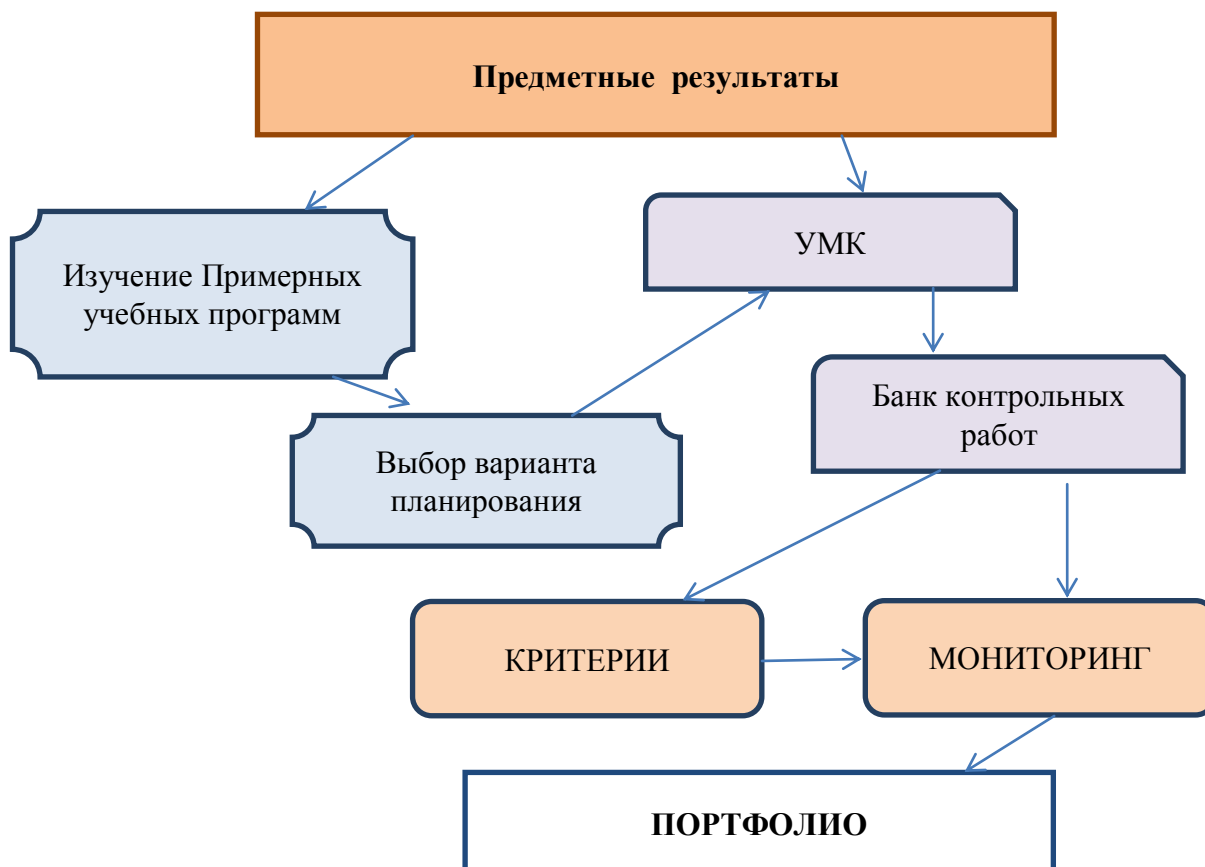 Предметные результаты
УМК
Изучение Примерных
учебных программ
Банк контрольных
работ
Выбор варианта
планирования
КРИТЕРИИ
МОНИТОРИНГ
ПОРТФОЛИО